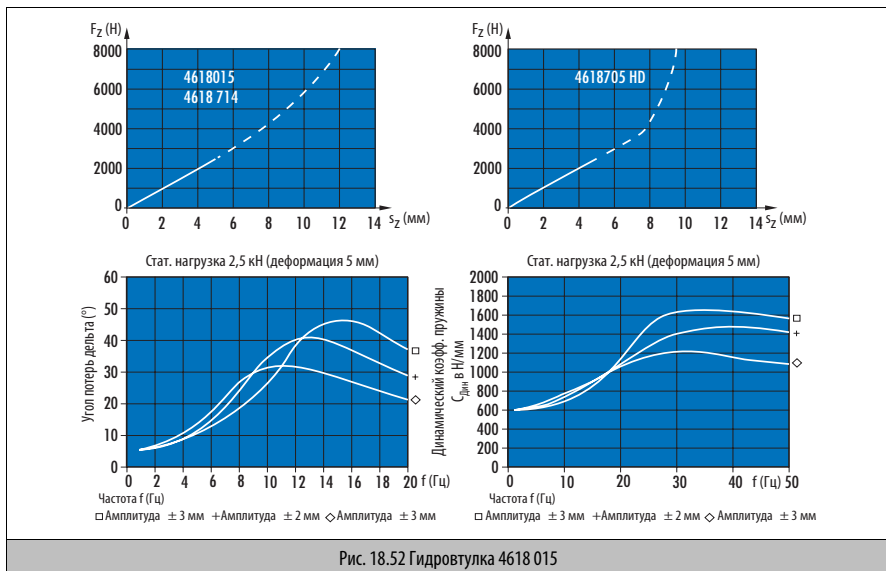 F_Z (Н)
8000
6000
4000
2000
0
4618015
4618 714
0 2 4 6 8 10 12 14
s_Z (мм)
F_Z (Н)
8000
6000
4000
2000
0
4618705 HD
0 2 4 6 8 10 12 14
s_Z (мм)
Стат. нагрузка 2,5 кН (деформация 5 мм)
Угол потерь дельта (°)
60
50
40
30
20
10
0
0 2 4 6 8 10 12 14 16 18 20 f (Гц)
Частота f (Гц)
□ Амплитуда ± 3 мм +Амплитуда ± 2 мм ◇ Амплитуда ± 3 мм
Стат. нагрузка 2,5 кН (деформация 5 мм)
Динамический коэфф. пружины
C_Дин в Н/мм
2000
1800
1600
1400
1200
1000
800
600
400
200
0
0 10 20 30 40 f (Гц) 50
Частота f (Гц)
□ Амплитуда ± 3 мм +Амплитуда ± 2 мм ◇ Амплитуда ± 3 мм
Рис. 18.52 Гидровтулка 4618 015